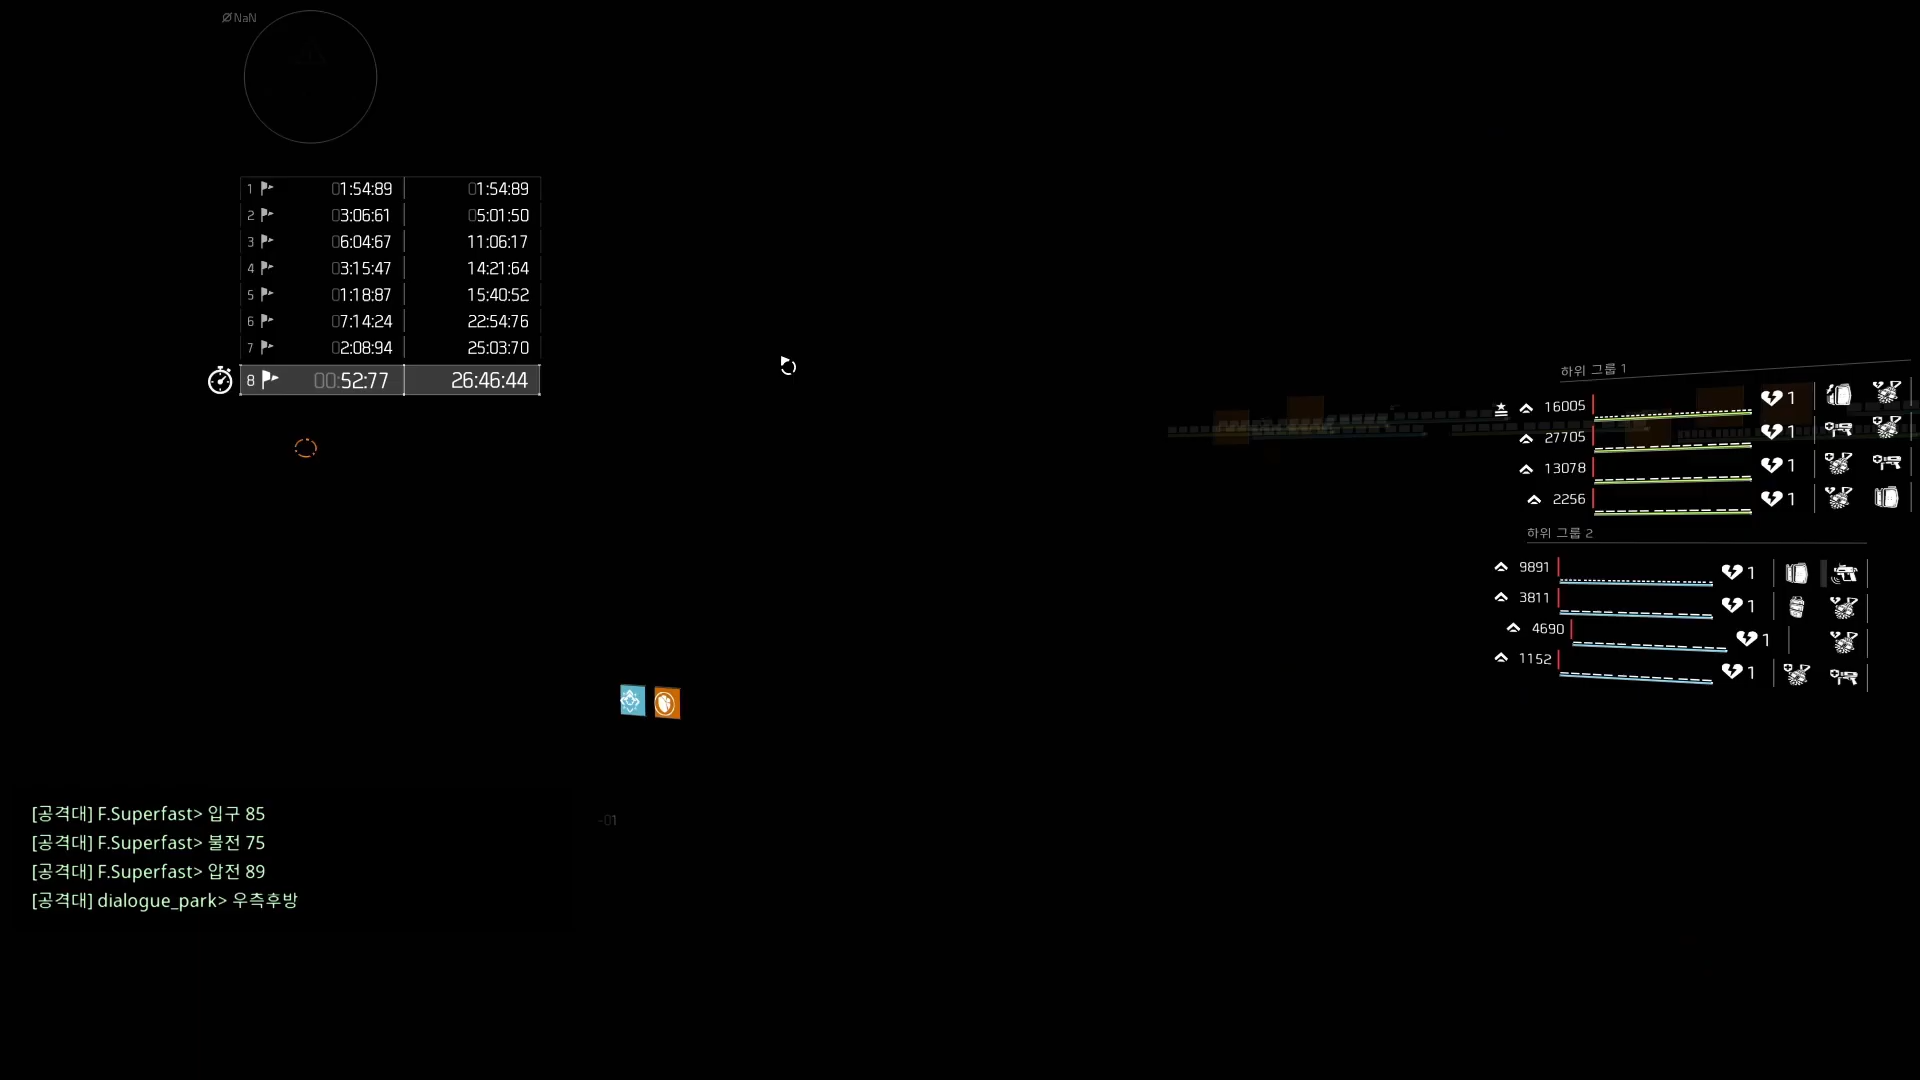 ØNaN
1 01:54:89 01:54:89
2 03:06:61 05:01:50
3 06:04:67 11:06:17
4 03:15:47 14:21:64
5 01:18:87 15:40:52
6 07:14:24 22:54:76
7 02:08:94 25:03:70
8 00:52:77 26:46:44
하위 그룹 1
16005 1
27705 1
13078 1
2256 1
하위 그룹 2
9891 1
3811 1
4690 1
1152 1
-01
[공격대] F.Superfast> 입구 85
[공격대] F.Superfast> 불전 75
[공격대] F.Superfast> 압전 89
[공격대] dialogue_park> 우측후방